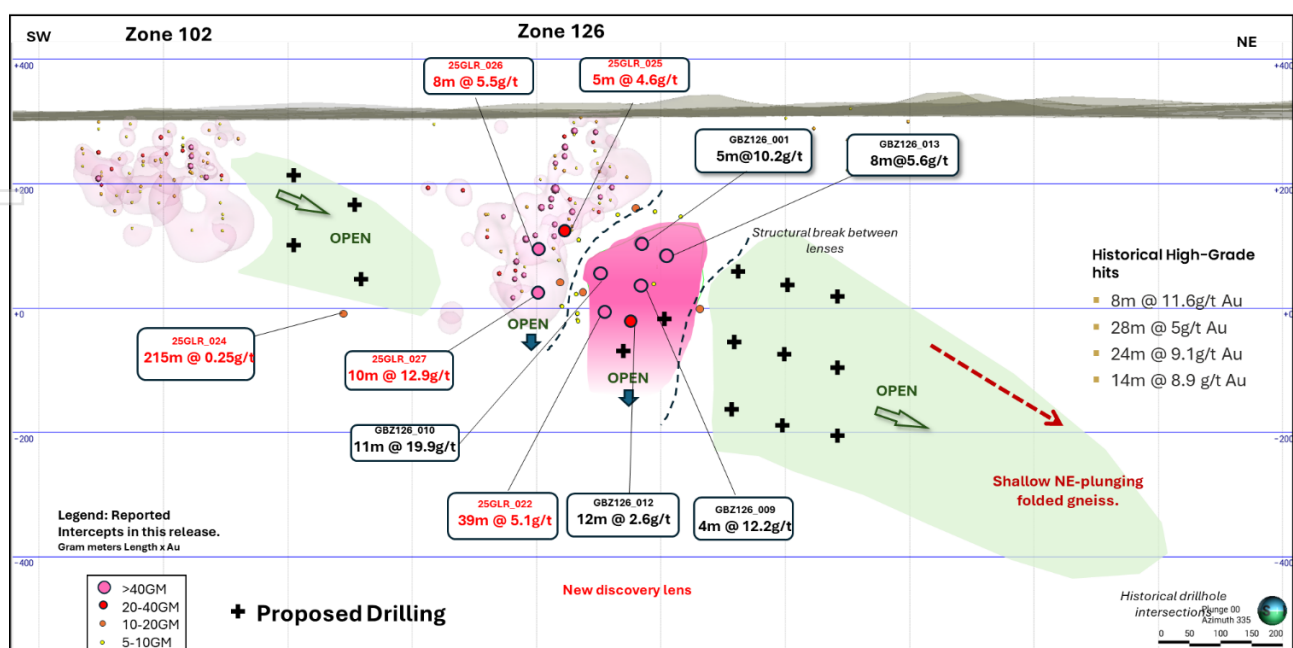 SW
Zone 102
Zone 126
NE
+400
+400
25GLR_026
8m @ 5.5g/t
25GLR_025
5m @ 4.6g/t
GBZ126_001
5m@10.2g/t
GBZ126_013
8m@5.6g/t
+200
+200
OPEN
Structural break between
lenses
Historical High-Grade
hits
8m @ 11.6g/t Au
28m @ 5g/t Au
24m @ 9.1g/t Au
14m @ 8.9 g/t Au
+0
+0
OPEN
25GLR_024
215m @ 0.25g/t
25GLR_027
10m @ 12.9g/t
OPEN
OPEN
GBZ126_010
11m @ 19.9g/t
-200
-200
25GLR_022
39m @ 5.1g/t
GBZ126_012
12m @ 2.6g/t
GBZ126_009
4m @ 12.2g/t
Shallow NE-plunging
folded gneiss.
Legend: Reported
Intercepts in this release.
Gram meters Length x Au
-400
-400
>40GM
20-40GM
10-20GM
5-10GM
Proposed Drilling
New discovery lens
Historical drillhole
intersections
Plunge 00
Azimuth 335
0 50 100 150 200